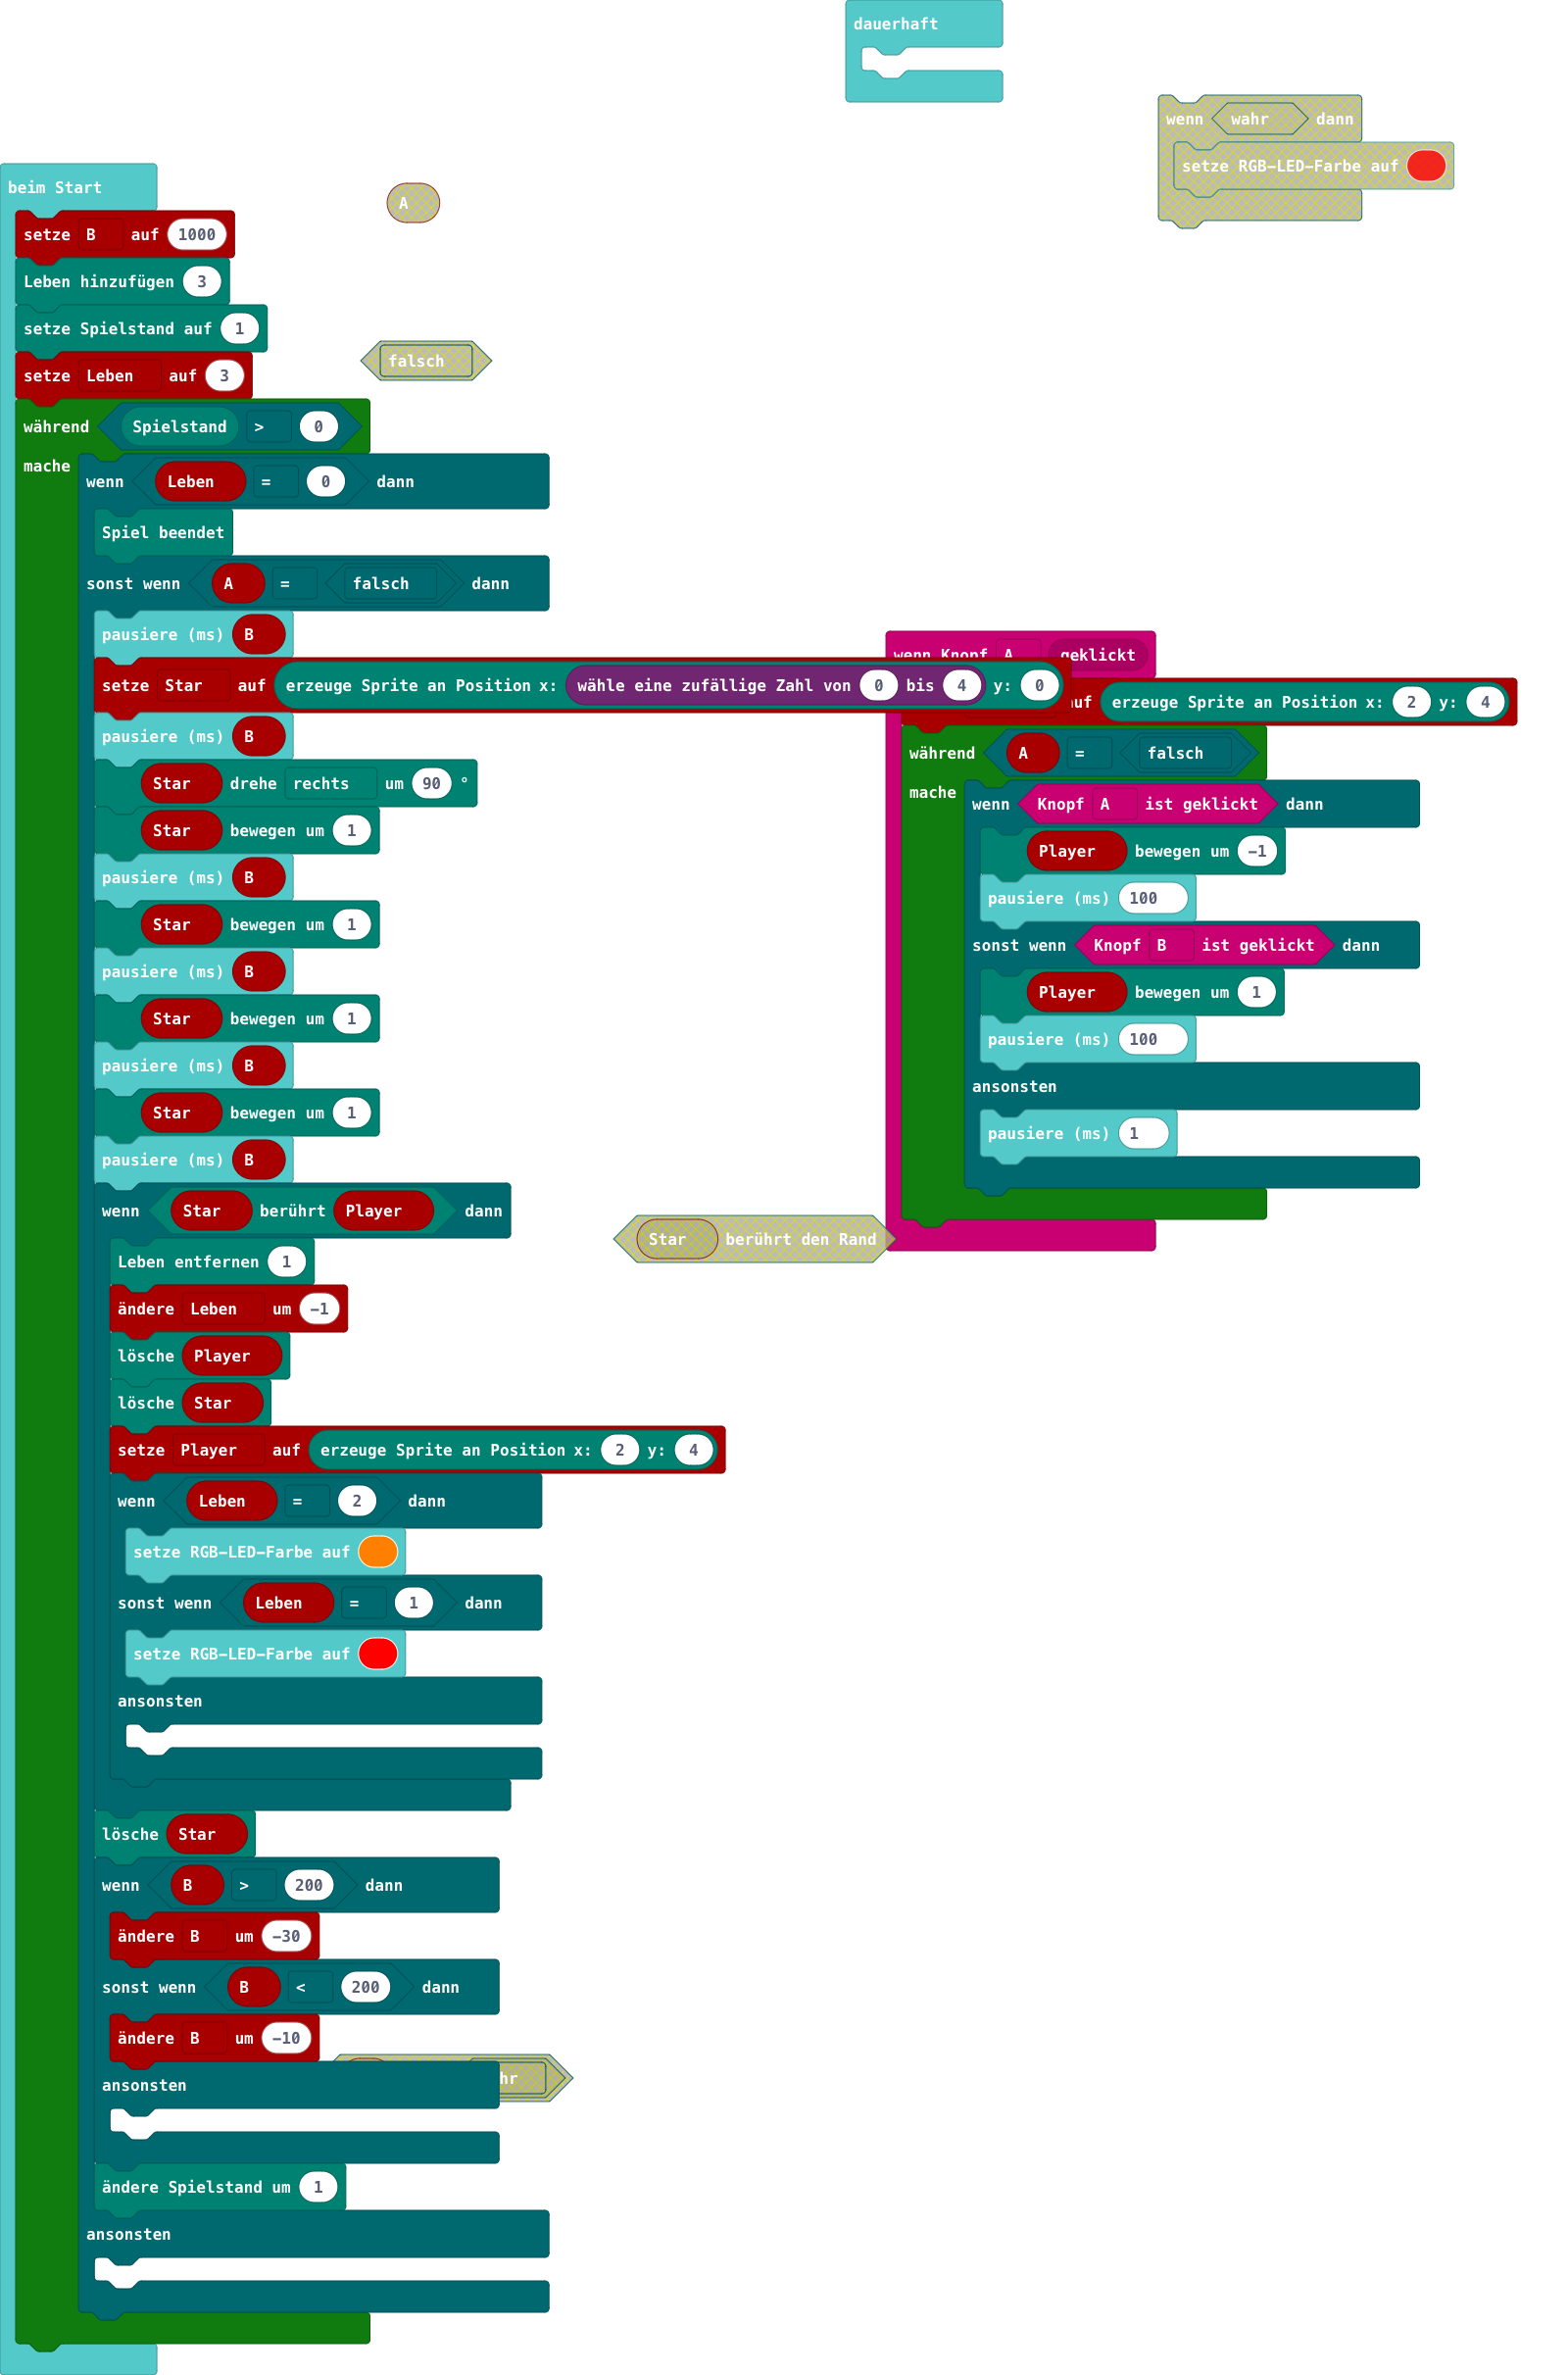 dauerhaft
wenn wahr dann
setze RGB-LED-Farbe auf
beim Start
A
setze B auf 1000
Leben hinzufügen 3
setze Spielstand auf 1
falsch
setze Leben auf 3
während Spielstand > 0
mache
wenn Leben = 0 dann
Spiel beendet
sonst wenn A = falsch dann
pausiere (ms) B
setze Star auf erzeuge Sprite an Position x: wähle eine zufällige Zahl von 0 bis 4 y: 0
pausiere (ms) B
Star drehe rechts um 90 °
Star bewegen um 1
pausiere (ms) B
Star bewegen um 1
pausiere (ms) B
Star bewegen um 1
pausiere (ms) B
Star bewegen um 1
pausiere (ms) B
wenn Star berührt Player dann
Leben entfernen 1
ändere Leben um -1
lösche Player
lösche Star
setze Player auf erzeuge Sprite an Position x: 2 y: 4
wenn Leben = 2 dann
setze RGB-LED-Farbe auf
sonst wenn Leben = 1 dann
setze RGB-LED-Farbe auf
ansonsten
lösche Star
wenn B > 200 dann
ändere B um -30
sonst wenn B < 200 dann
ändere B um -10
ansonsten
ändere Spielstand um 1
ansonsten
wenn Knopf A geklickt
auf erzeuge Sprite an Position x: 2 y: 4
während A = falsch
mache
wenn Knopf A ist geklickt dann
Player bewegen um -1
pausiere (ms) 100
sonst wenn Knopf B ist geklickt dann
Player bewegen um 1
pausiere (ms) 100
ansonsten
pausiere (ms) 1
Star berührt den Rand